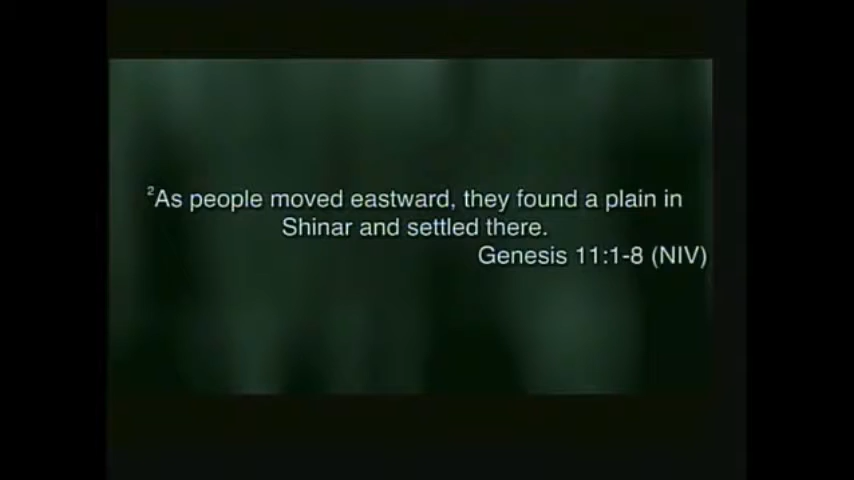 ²As people moved eastward, they found a plain in
Shinar and settled there.
Genesis 11:1-8 (NIV)